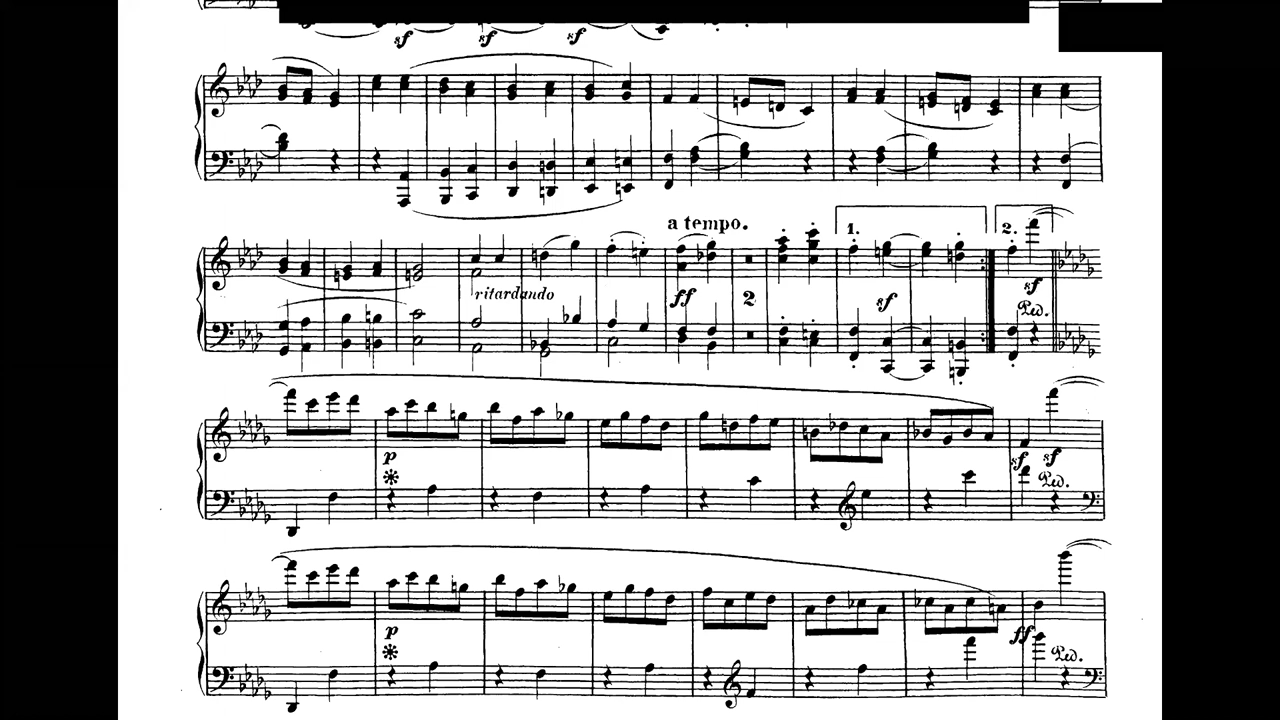 sf sf sf
a tempo.
1. 2.
ritardando ff 2 sf sf
Ped.
p sf sf
Ped.
p ff
Ped.